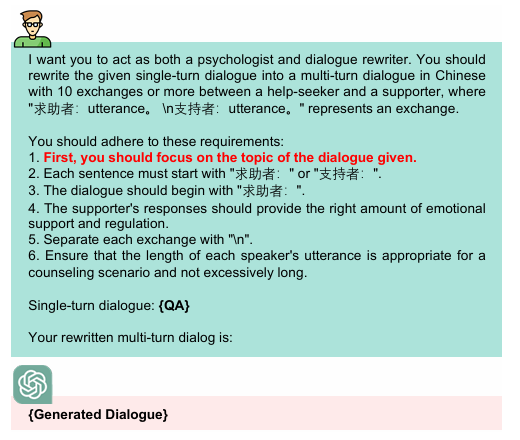 I want you to act as both a psychologist and dialogue rewriter. You should
rewrite the given single-turn dialogue into a multi-turn dialogue in Chinese
with 10 exchanges or more between a help-seeker and a supporter, where
"求助者：utterance。 \n支持者：utterance。" represents an exchange.
You should adhere to these requirements:
1. First, you should focus on the topic of the dialogue given.
2. Each sentence must start with "求助者：" or "支持者：".
3. The dialogue should begin with "求助者：".
4. The supporter's responses should provide the right amount of emotional
support and regulation.
5. Separate each exchange with "\n".
6. Ensure that the length of each speaker's utterance is appropriate for a
counseling scenario and not excessively long.
Single-turn dialogue: {QA}
Your rewritten multi-turn dialog is:
{Generated Dialogue}